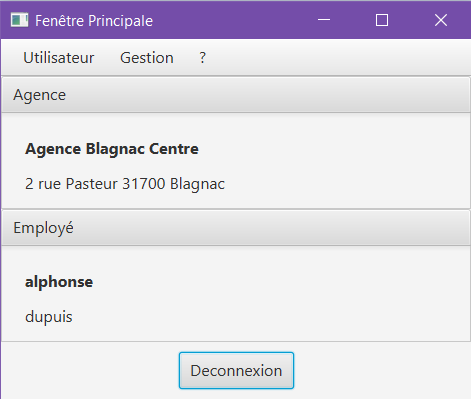 Fenêtre Principale
Utilisateur Gestion ?
Agence
Agence Blagnac Centre
2 rue Pasteur 31700 Blagnac
Employé
alphonse
dupuis
Deconnexion